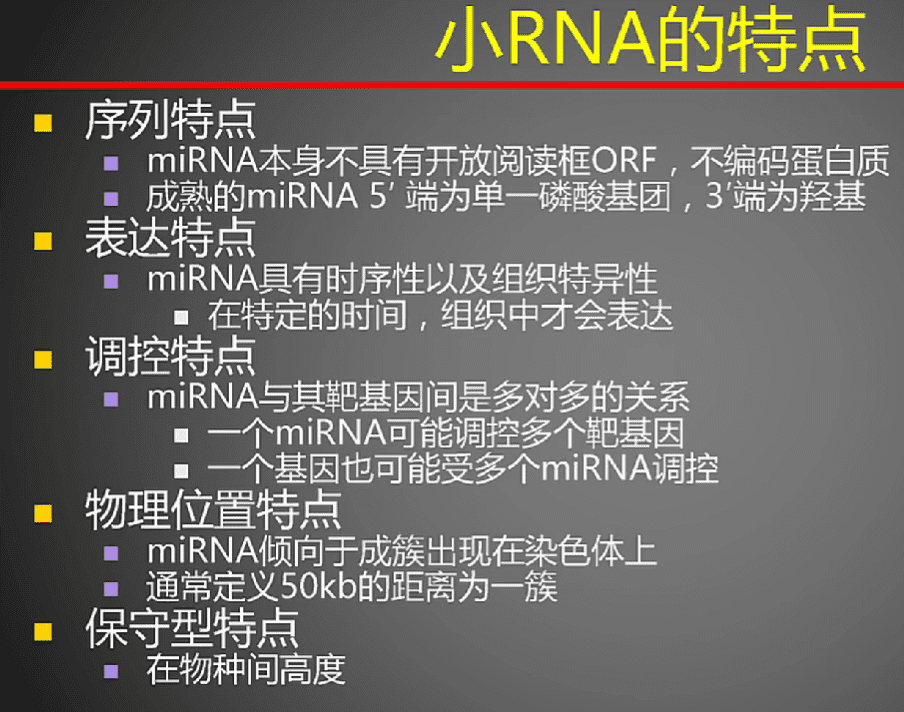 小RNA的特点
序列特点
miRNA本身不具有开放阅读框ORF，不编码蛋白质
成熟的miRNA 5' 端为单一磷酸基团，3'端为羟基
表达特点
miRNA具有时序性以及组织特异性
在特定的时间，组织中才会表达
调控特点
miRNA与其靶基因间是多对多的关系
一个miRNA可能调控多个靶基因
一个基因也可能受多个miRNA调控
物理位置特点
miRNA倾向于成簇出现在染色体上
通常定义50kb的距离为一簇
保守型特点
在物种间高度